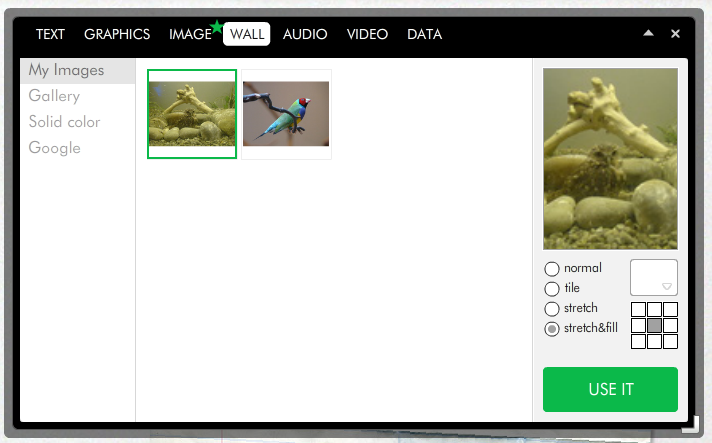 TEXT GRAPHICS IMAGE WALL AUDIO VIDEO DATA
My Images
Gallery
Solid color
Google
normal
tile
stretch
stretch&fill
USE IT